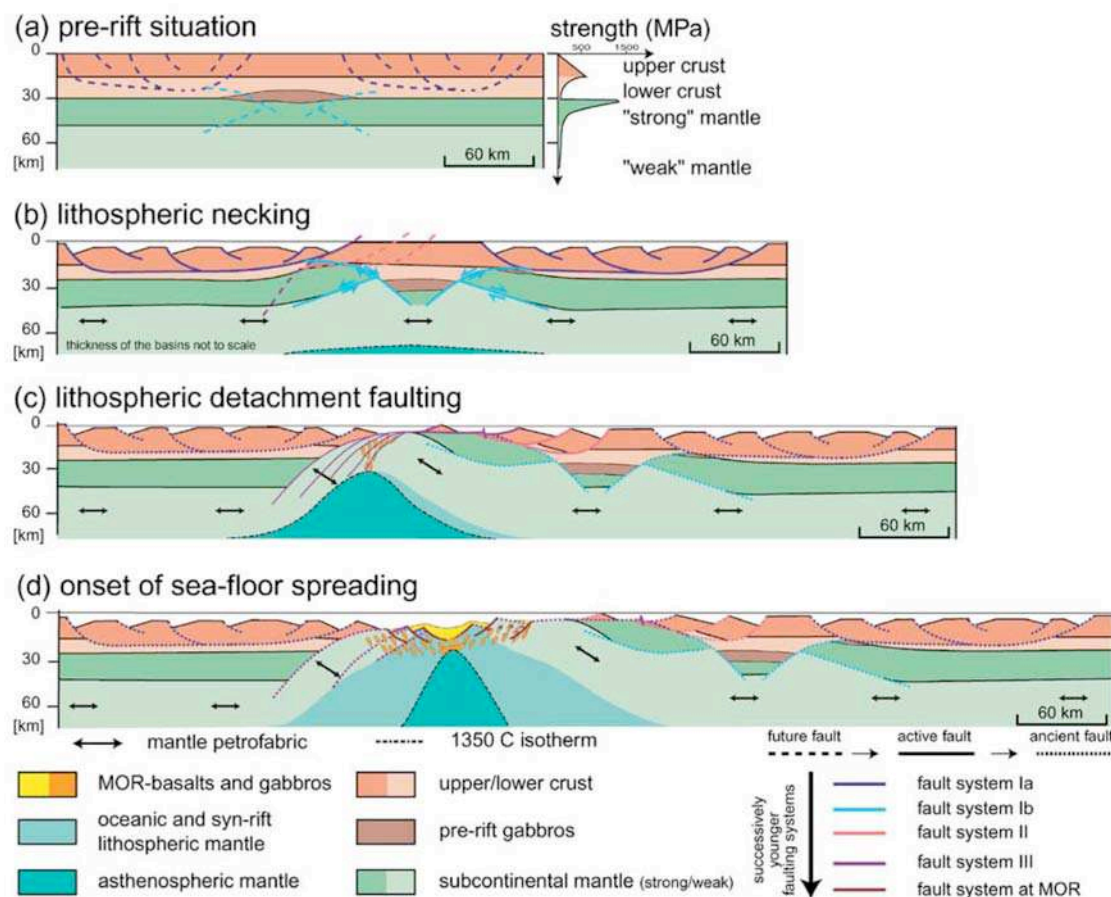 (a) pre-rift situation
strength (MPa)
500 1500
0
30
60
[km]
upper crust
lower crust
"strong" mantle
"weak" mantle
60 km
(b) lithospheric necking
0
30
60
[km]
thickness of the basins not to scale
60 km
(c) lithospheric detachment faulting
0
30
60
[km]
60 km
(d) onset of sea-floor spreading
0
30
60
[km]
60 km
mantle petrofabric
1350 C isotherm
future fault
active fault
ancient fault
MOR-basalts and gabbros
oceanic and syn-rift
lithospheric mantle
asthenospheric mantle
upper/lower crust
pre-rift gabbros
subcontinental mantle (strong/weak)
successively
younger
faulting systems
fault system Ia
fault system Ib
fault system II
fault system III
fault system at MOR